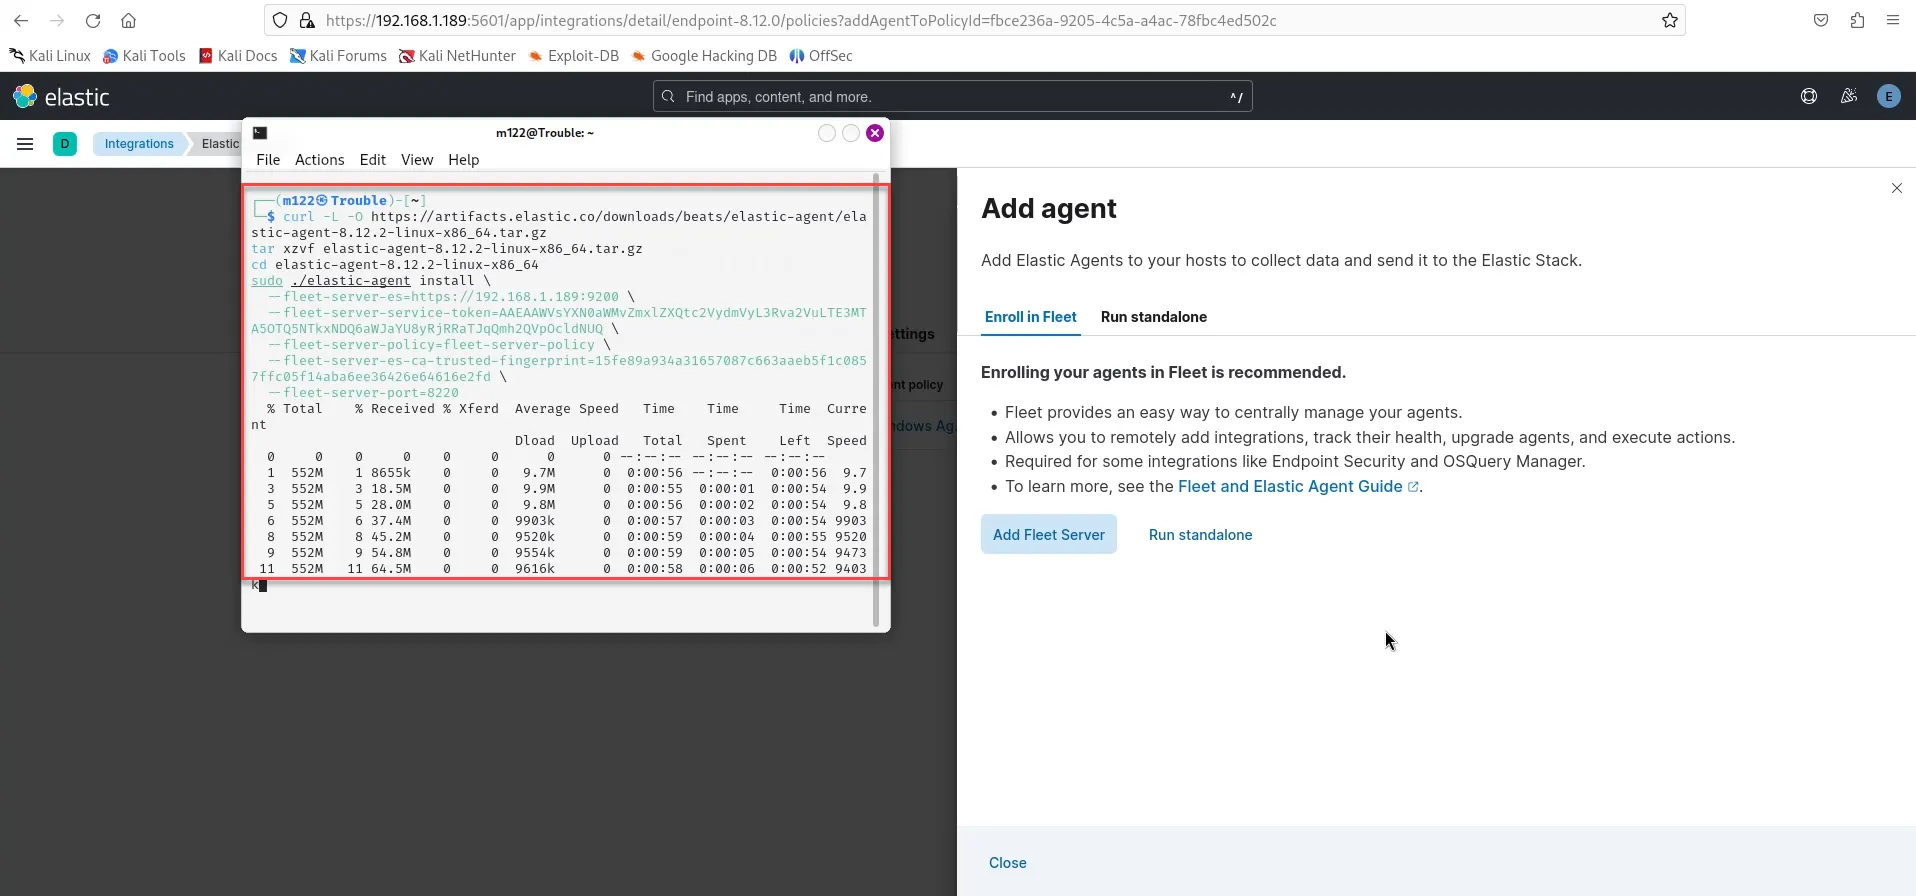 https://192.168.1.189:5601/app/integrations/detail/endpoint-8.12.0/policies?addAgentToPolicyId=fbce236a-9205-4c5a-a4ac-78fbc4ed502c
Kali Linux Kali Tools Kali Docs Kali Forums Kali NetHunter Exploit-DB Google Hacking DB OffSec
elastic Find apps, content, and more. ^/ E
D Integrations Elastic
m122@Trouble: ~
File Actions Edit View Help
┌──(m122㉿Trouble)-[~]
└─$ curl -L -O https://artifacts.elastic.co/downloads/beats/elastic-agent/ela
stic-agent-8.12.2-linux-x86_64.tar.gz
tar xzvf elastic-agent-8.12.2-linux-x86_64.tar.gz
cd elastic-agent-8.12.2-linux-x86_64
sudo ./elastic-agent install \
--fleet-server-es=https://192.168.1.189:9200 \
--fleet-server-service-token=AAEAAWVsYXN0aWMvZmxlZXQtc2VydmVyL3Rva2VuLTE3MT
A5OTQ5NTkxNDQ6aWJaYU8yRjRRaTJqQmh2QVpOcldNUQ \
--fleet-server-policy=fleet-server-policy \
--fleet-server-es-ca-trusted-fingerprint=15fe89a934a31657087c663aaeb5f1c085
7ffc05f14aba6ee36426e64616e2fd \
--fleet-server-port=8220
% Total % Received % Xferd Average Speed Time Time Time Curre
nt
Dload Upload Total Spent Left Speed
0 0 0 0 0 0 0 0 --:--:-- --:--:-- --:--:--
1 552M 1 8655k 0 0 9.7M 0 0:00:56 --:--:-- 0:00:56 9.7
3 552M 3 18.5M 0 0 9.9M 0 0:00:55 0:00:01 0:00:54 9.9
5 552M 5 28.0M 0 0 9.8M 0 0:00:56 0:00:02 0:00:54 9.8
6 552M 6 37.4M 0 0 9903k 0 0:00:57 0:00:03 0:00:54 9903
8 552M 8 45.2M 0 0 9520k 0 0:00:59 0:00:04 0:00:55 9520
9 552M 9 54.8M 0 0 9554k 0 0:00:59 0:00:05 0:00:54 9473
11 552M 11 64.5M 0 0 9616k 0 0:00:58 0:00:06 0:00:52 9403
k
ttings
nt policy
ndows Ag
Add agent
Add Elastic Agents to your hosts to collect data and send it to the Elastic Stack.
Enroll in Fleet Run standalone
Enrolling your agents in Fleet is recommended.
• Fleet provides an easy way to centrally manage your agents.
• Allows you to remotely add integrations, track their health, upgrade agents, and execute actions.
• Required for some integrations like Endpoint Security and OSQuery Manager.
• To learn more, see the Fleet and Elastic Agent Guide.
Add Fleet Server Run standalone
Close